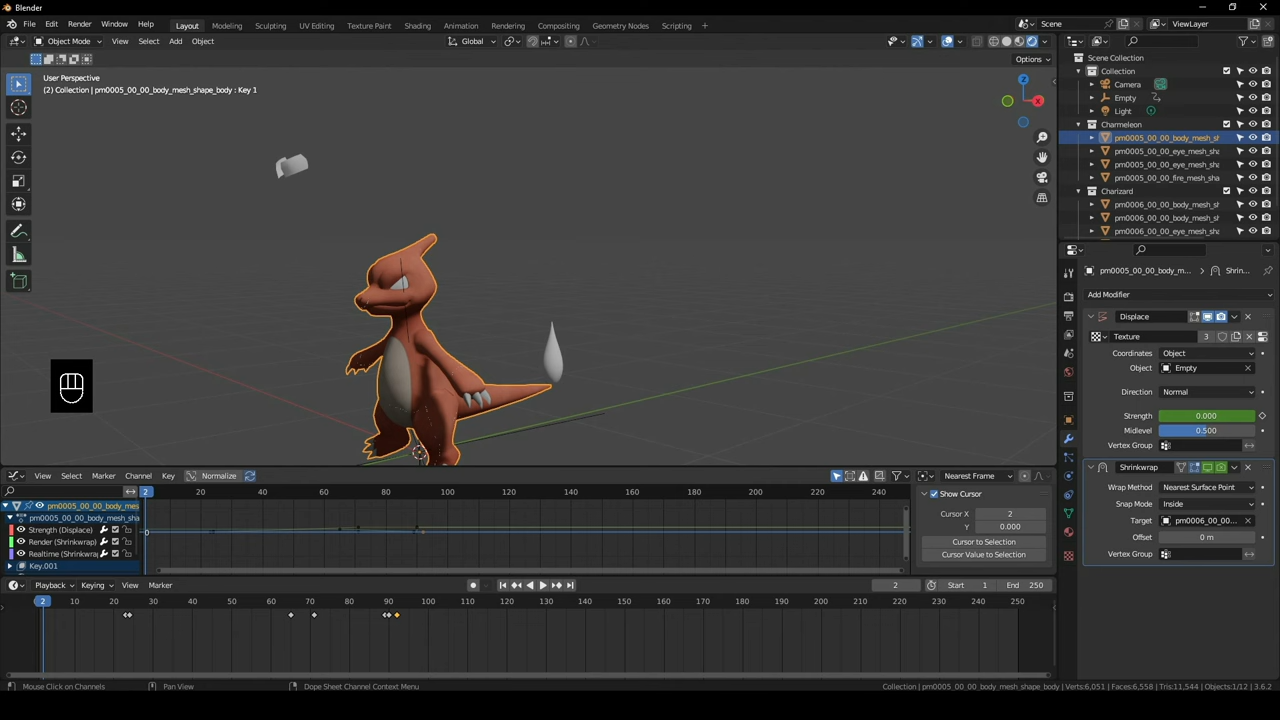 Blender
File Edit Render Window Help
Layout Modeling Sculpting UV Editing Texture Paint Shading Animation Rendering Compositing Geometry Nodes Scripting +
Scene ViewLayer
Object Mode View Select Add Object Global
Options
User Perspective
(2) Collection | pm0005_00_00_body_mesh_shape_body : Key 1
Z
X
Scene Collection
Collection
Camera
Empty
Light
Charmeleon
pm0005_00_00_body_mesh_sh
pm0005_00_00_eye_mesh_sha
pm0005_00_00_eye_mesh_sha
pm0005_00_00_fire_mesh_sha
Charizard
pm0006_00_00_body_mesh_sh
pm0006_00_00_body_mesh_sh
pm0006_00_00_eye_mesh_sha
pm0005_00_00_body_m... Shrin...
Add Modifier
Displace
Texture 3
Coordinates Object
Object Empty
Direction Normal
Strength 0.000
Midlevel 0.500
Vertex Group
Shrinkwrap
Wrap Method Nearest Surface Point
Snap Mode Inside
Target pm0006_00_00...
Offset 0 m
Vertex Group
View Select Marker Channel Key Normalize Nearest Frame
2 20 40 60 80 100 120 140 160 180 200 220 240
pm0005_00_00_body_mes
pm0005_00_00_body_mesh_sha
Strength (Displace)
Render (Shrinkwrap
Realtime (Shrinkwrap
Key.001
0
Show Cursor
Cursor X 2
Y 0.000
Cursor to Selection
Cursor Value to Selection
Playback Keying View Marker 2 Start 1 End 250
2 10 20 30 40 50 60 70 80 90 100 110 120 130 140 150 160 170 180 190 200 210 220 230 240 250
Mouse Click on Channels Pan View Dope Sheet Channel Context Menu Collection | pm0005_00_00_body_mesh_shape_body | Verts:6,051 | Faces:6,558 | Tris:11,544 | Objects:1/12 | 3.6.2